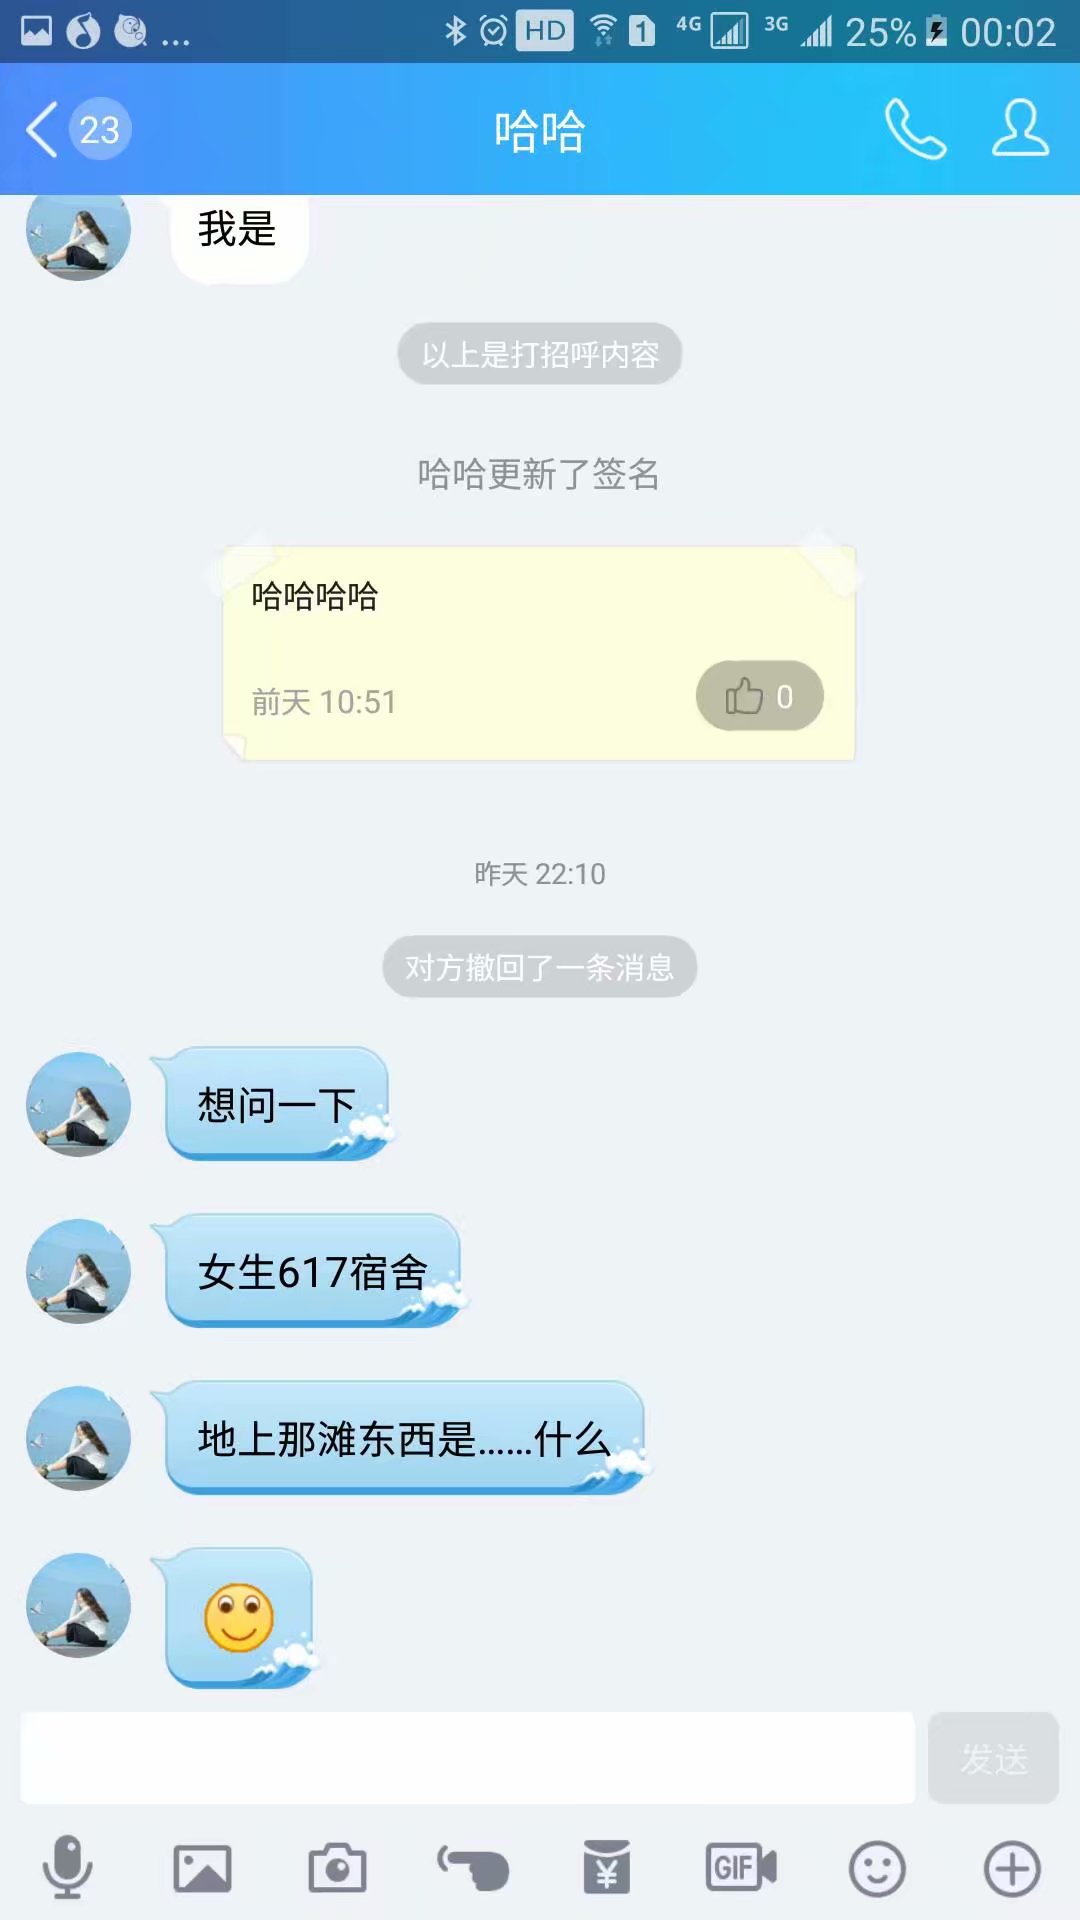 ... HD 1 4G 3G 25% 00:02
23 哈哈
我是
以上是打招呼内容
哈哈更新了签名
哈哈哈哈
前天 10:51 0
昨天 22:10
对方撤回了一条消息
想问一下
女生617宿舍
地上那滩东西是……什么
发送
¥ GIF